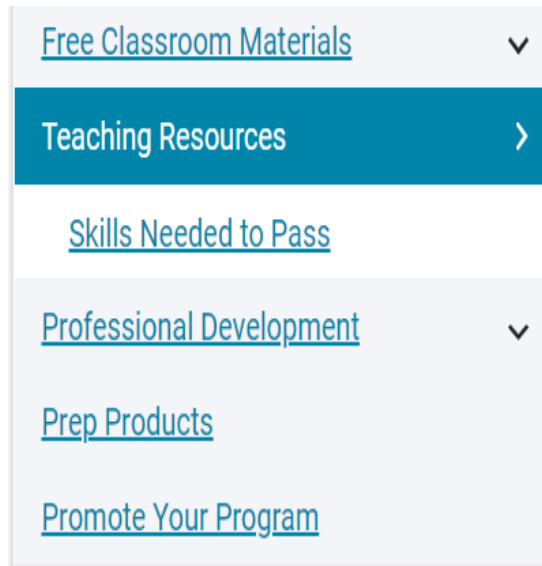 Free Classroom Materials
Teaching Resources
Skills Needed to Pass
Professional Development
Prep Products
Promote Your Program